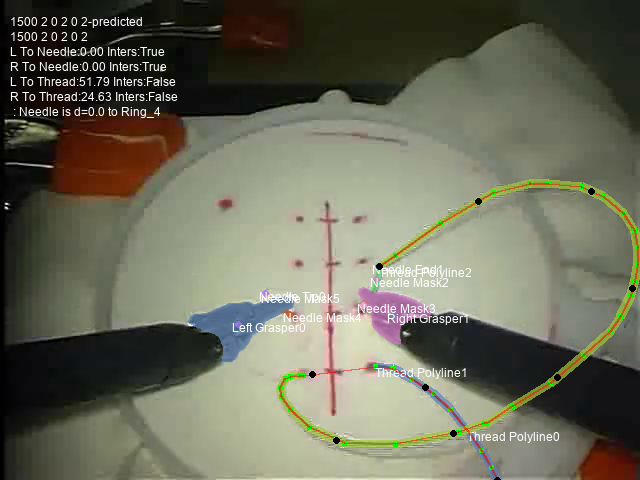 1500 2 0 2 0 2-predicted
1500 2 0 2 0 2
L To Needle:0.00 Inters:True
R To Needle:0.00 Inters:True
L To Thread:51.79 Inters:False
R To Thread:24.63 Inters:False
: Needle is d=0.0 to Ring_4
Needle End1
Thread Polyline2
Needle Mask2
Needle Tip0
Needle Mask5
Needle Mask3
Needle Mask4
Right Grasper1
Left Grasper0
Thread Polyline1
Thread Polyline0